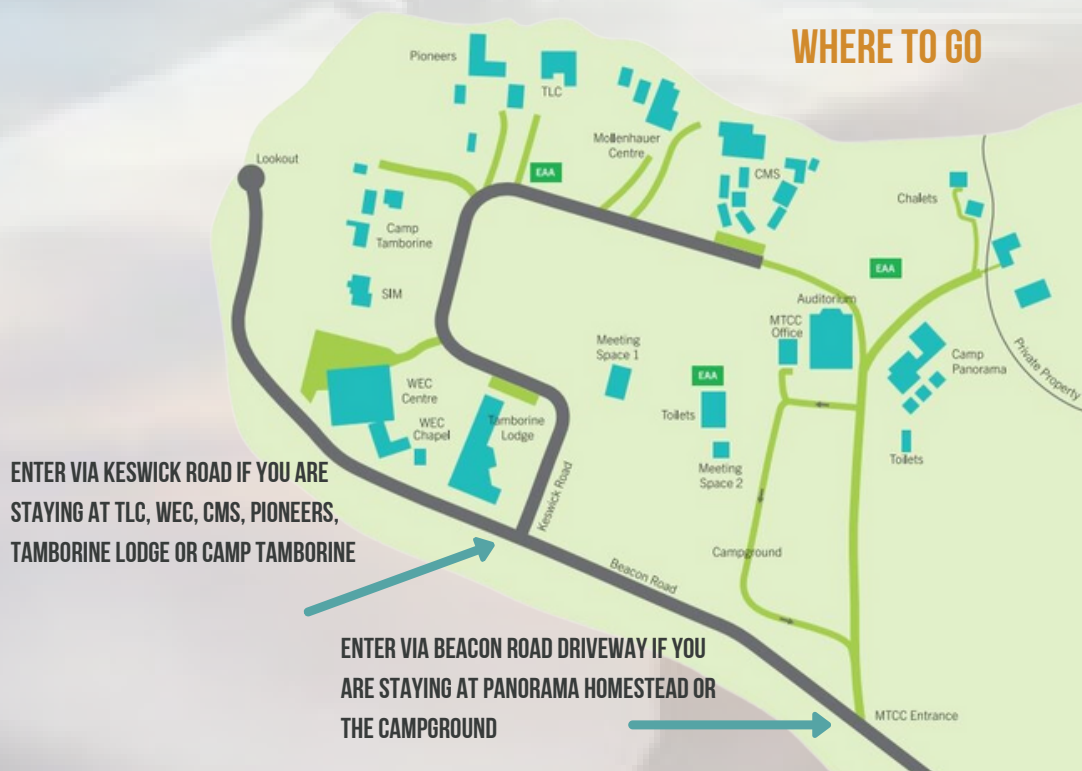 WHERE TO GO
Pioneers
TLC
Mollenhauer
Centre
EAA
CMS
Lookout
Chalets
Camp
Tamborine
SIM
EAA
Auditorium
MTCC
Office
Meeting
Space 1
Camp
Panorama
Private Property
EAA
WEC
Centre
WEC
Chapel
Tamborine
Lodge
Toilets
Meeting
Space 2
Toilets
Keswick Road
ENTER VIA KESWICK ROAD IF YOU ARE
STAYING AT TLC, WEC, CMS, PIONEERS,
TAMBORINE LODGE OR CAMP TAMBORINE
Campground
Beacon Road
ENTER VIA BEACON ROAD DRIVEWAY IF YOU
ARE STAYING AT PANORAMA HOMESTEAD OR
THE CAMPGROUND
MTCC Entrance